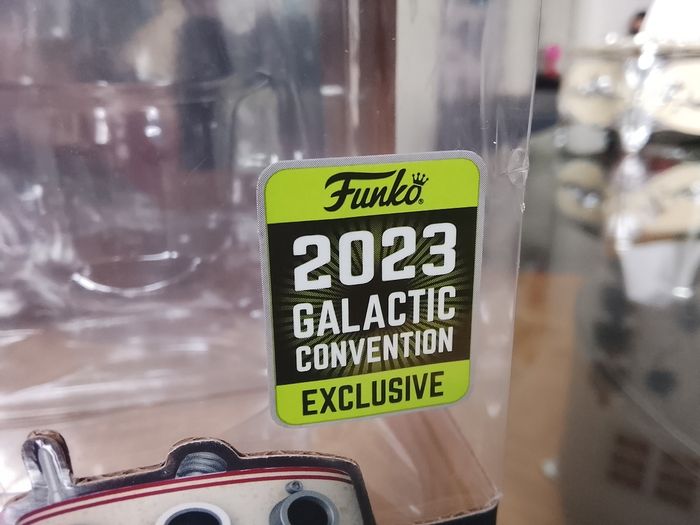 Funko®
2023
GALACTIC
CONVENTION
EXCLUSIVE